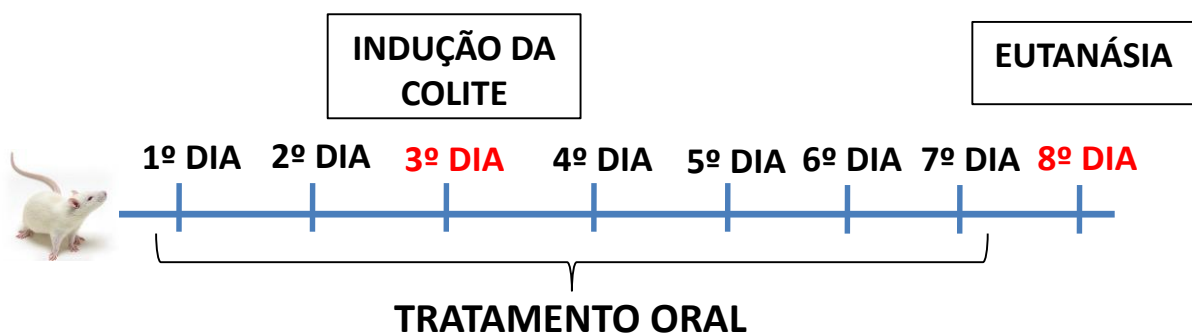 INDUÇÃO DA
COLITE
EUTANÁSIA
1º DIA 2º DIA 3º DIA 4º DIA 5º DIA 6º DIA 7º DIA 8º DIA
TRATAMENTO ORAL